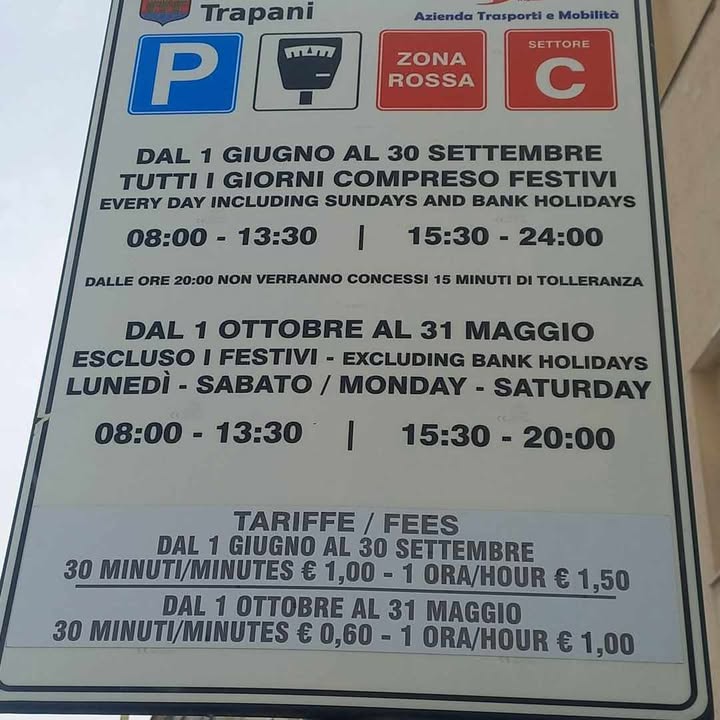 Trapani
Azienda Trasporti e Mobilità
P
ZONA
ROSSA
SETTORE
C
DAL 1 GIUGNO AL 30 SETTEMBRE
TUTTI I GIORNI COMPRESO FESTIVI
EVERY DAY INCLUDING SUNDAYS AND BANK HOLIDAYS
08:00 - 13:30 | 15:30 - 24:00
DALLE ORE 20:00 NON VERRANNO CONCESSI 15 MINUTI DI TOLLERANZA
DAL 1 OTTOBRE AL 31 MAGGIO
ESCLUSO I FESTIVI - EXCLUDING BANK HOLIDAYS
LUNEDÌ - SABATO / MONDAY - SATURDAY
08:00 - 13:30 | 15:30 - 20:00
TARIFFE / FEES
DAL 1 GIUGNO AL 30 SETTEMBRE
30 MINUTI/MINUTES € 1,00 - 1 ORA/HOUR € 1,50
DAL 1 OTTOBRE AL 31 MAGGIO
30 MINUTI/MINUTES € 0,60 - 1 ORA/HOUR € 1,00